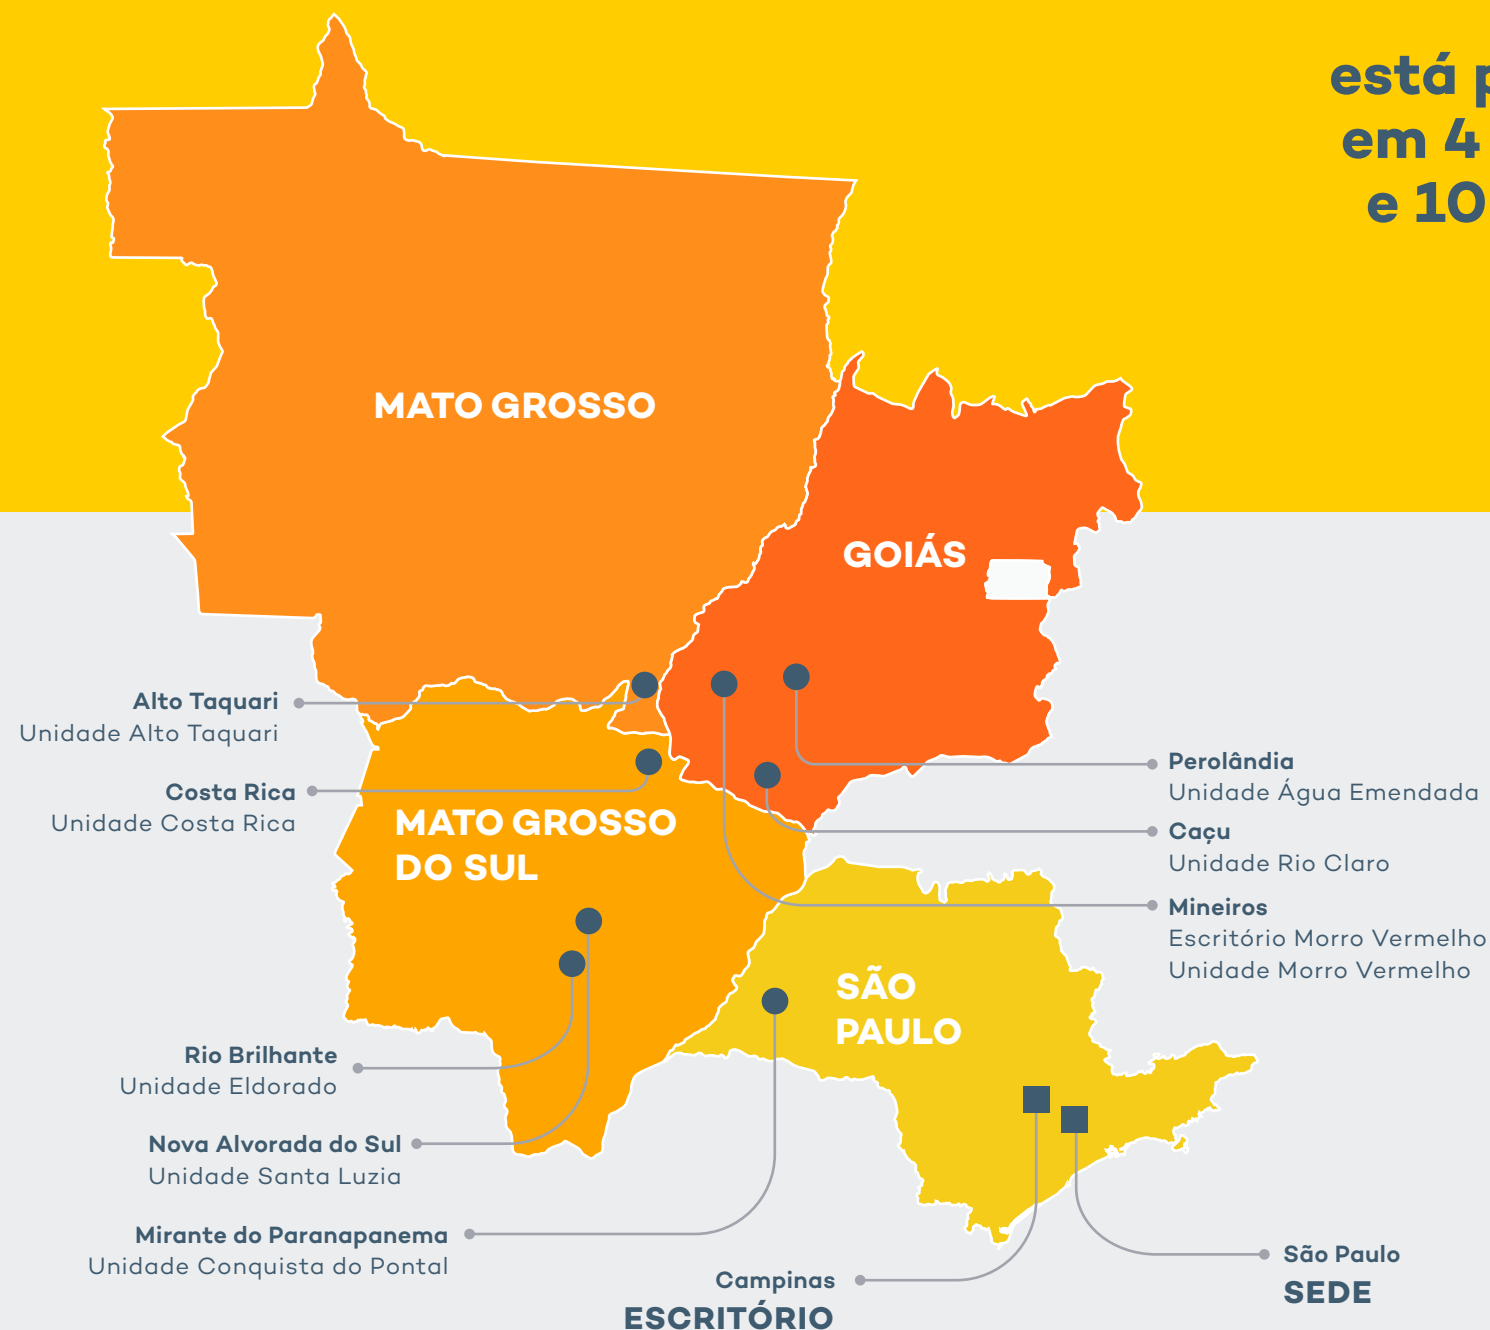 está
em 4
e 10
MATO GROSSO
GOIÁS
Alto Taquari
Unidade Alto Taquari
Costa Rica
Unidade Costa Rica
MATO GROSSO
DO SUL
Perolândia
Unidade Água Emendada
Caçu
Unidade Rio Claro
Mineiros
Escritório Morro Vermelho
Unidade Morro Vermelho
SÃO
PAULO
Rio Brilhante
Unidade Eldorado
Nova Alvorada do Sul
Unidade Santa Luzia
Mirante do Paranapanema
Unidade Conquista do Pontal
Campinas
ESCRITÓRIO
São Paulo
SEDE